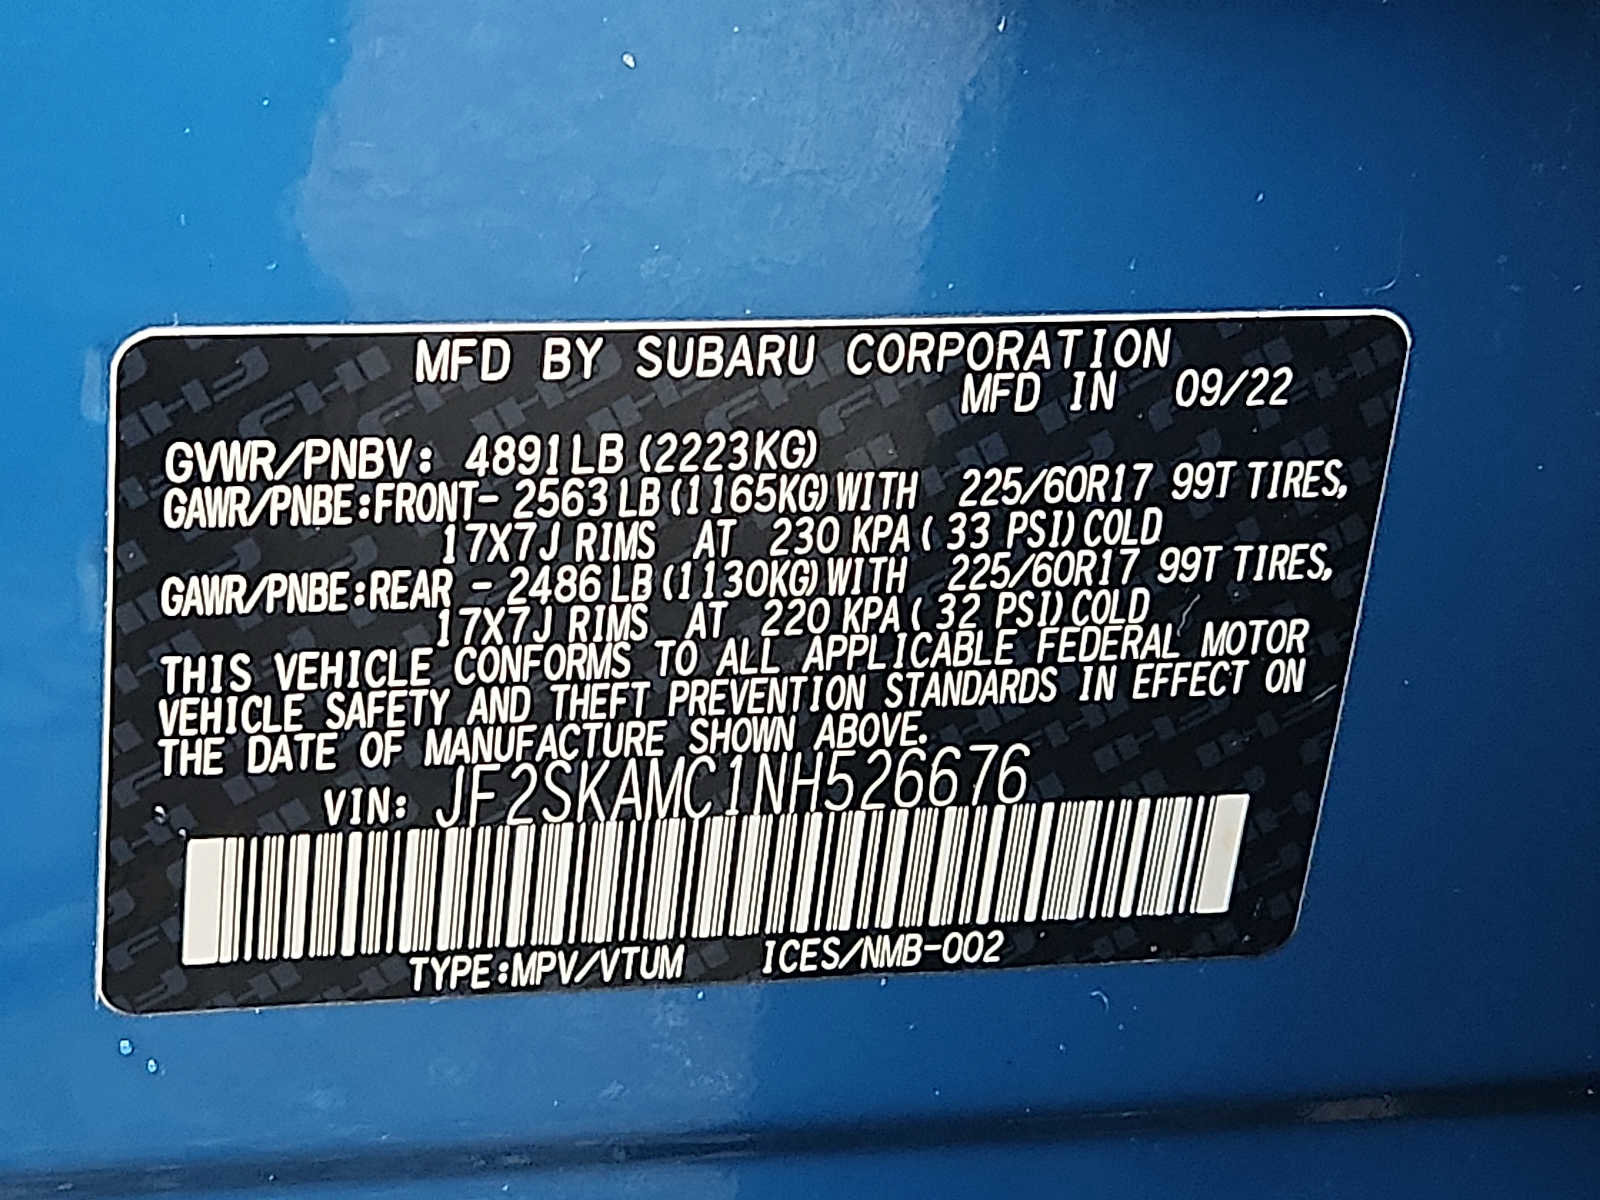 MFD BY SUBARU CORPORATION
MFD IN 09/22
GVWR/PNBV: 4891LB (2223KG)
GAWR/PNBE:FRONT- 2563 LB (1165KG) WITH 225/60R17 99T TIRES,
17X7J RIMS AT 230 KPA ( 33 PSI) COLD
GAWR/PNBE:REAR - 2486 LB (1130KG) WITH 225/60R17 99T TIRES,
17X7J RIMS AT 220 KPA ( 32 PSI) COLD
THIS VEHICLE CONFORMS TO ALL APPLICABLE FEDERAL MOTOR
VEHICLE SAFETY AND THEFT PREVENTION STANDARDS IN EFFECT ON
THE DATE OF MANUFACTURE SHOWN ABOVE.
VIN: JF2SKAMC1NH526676
TYPE:MPV/VTUM ICES/NMB-002